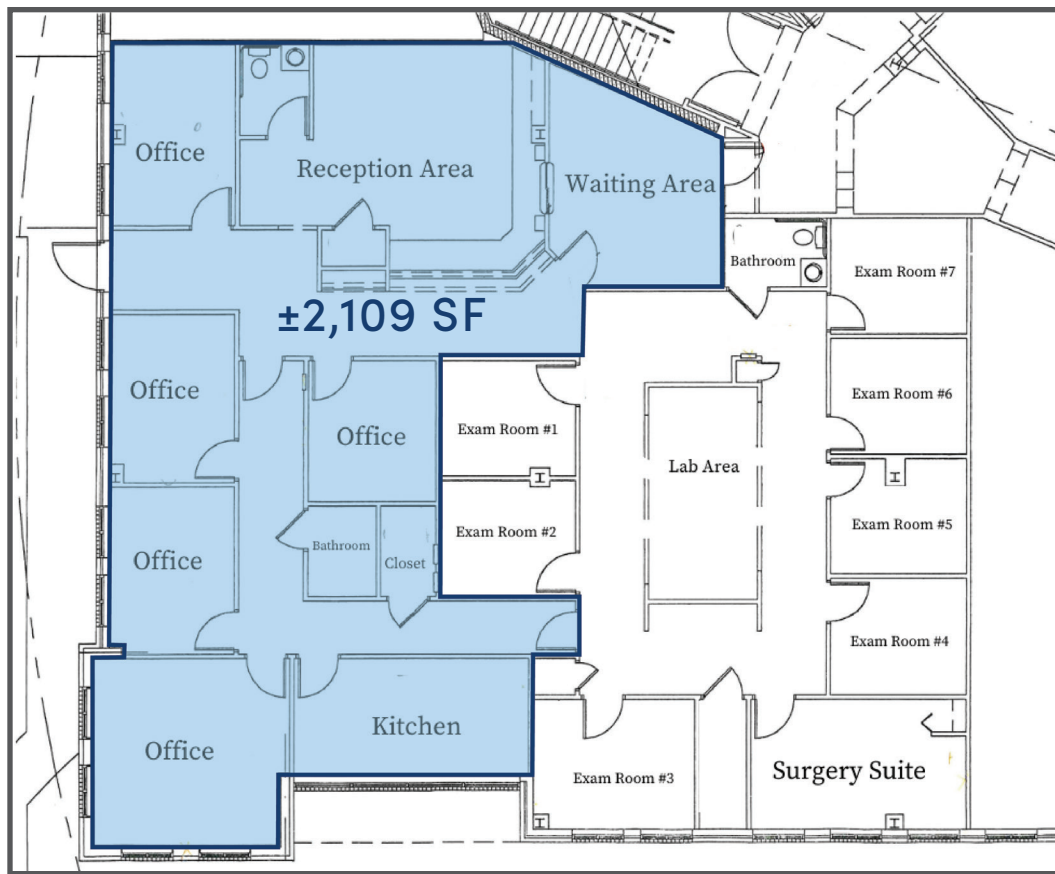 Office
Reception Area
Waiting Area
Bathroom
Exam Room #7
±2,109 SF
Office
Office
Exam Room #1
Exam Room #6
Lab Area
Exam Room #2
Exam Room #5
Bathroom
Closet
Office
Exam Room #4
Office
Kitchen
Exam Room #3
Surgery Suite